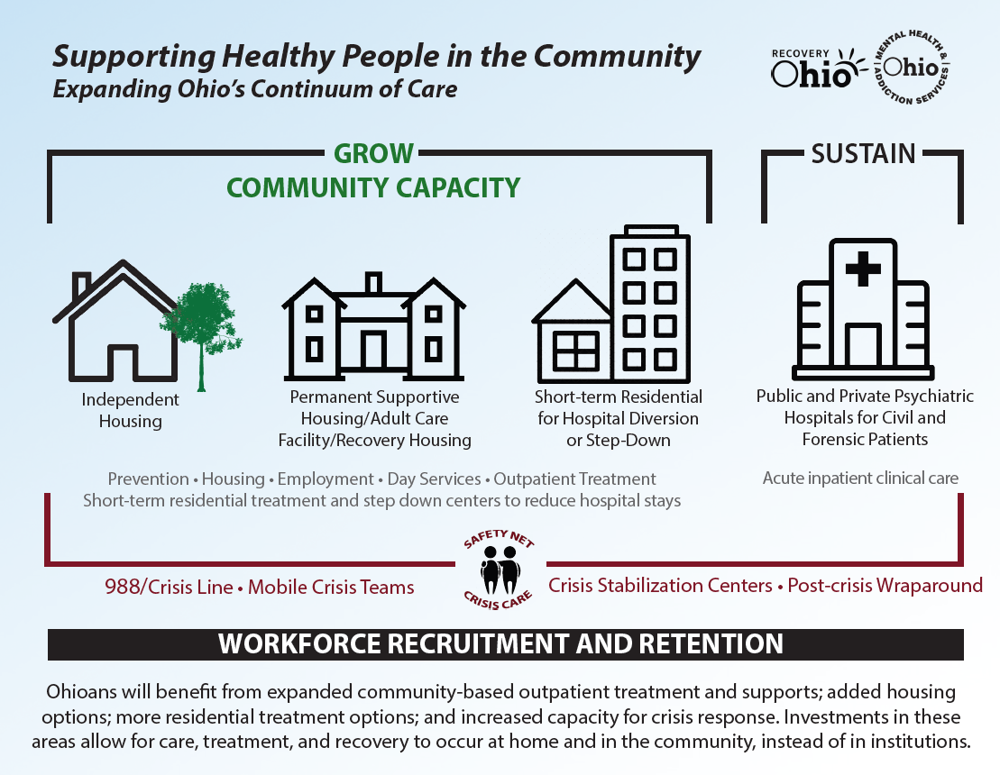 Supporting Healthy People in the Community
Expanding Ohio's Continuum of Care
RECOVERY
Ohio
MENTAL HEALTH &
Ohio
ADDICTION SERVICES
GROW
COMMUNITY CAPACITY
SUSTAIN
Independent
Housing
Permanent Supportive
Housing/Adult Care
Facility/Recovery Housing
Short-term Residential
for Hospital Diversion
or Step-Down
Public and Private Psychiatric
Hospitals for Civil and
Forensic Patients
Prevention • Housing • Employment • Day Services • Outpatient Treatment
Short-term residential treatment and step down centers to reduce hospital stays
Acute inpatient clinical care
SAFETY NET
CRISIS CARE
988/Crisis Line • Mobile Crisis Teams
Crisis Stabilization Centers • Post-crisis Wraparound
WORKFORCE RECRUITMENT AND RETENTION
Ohioans will benefit from expanded community-based outpatient treatment and supports; added housing
options; more residential treatment options; and increased capacity for crisis response. Investments in these
areas allow for care, treatment, and recovery to occur at home and in the community, instead of in institutions.